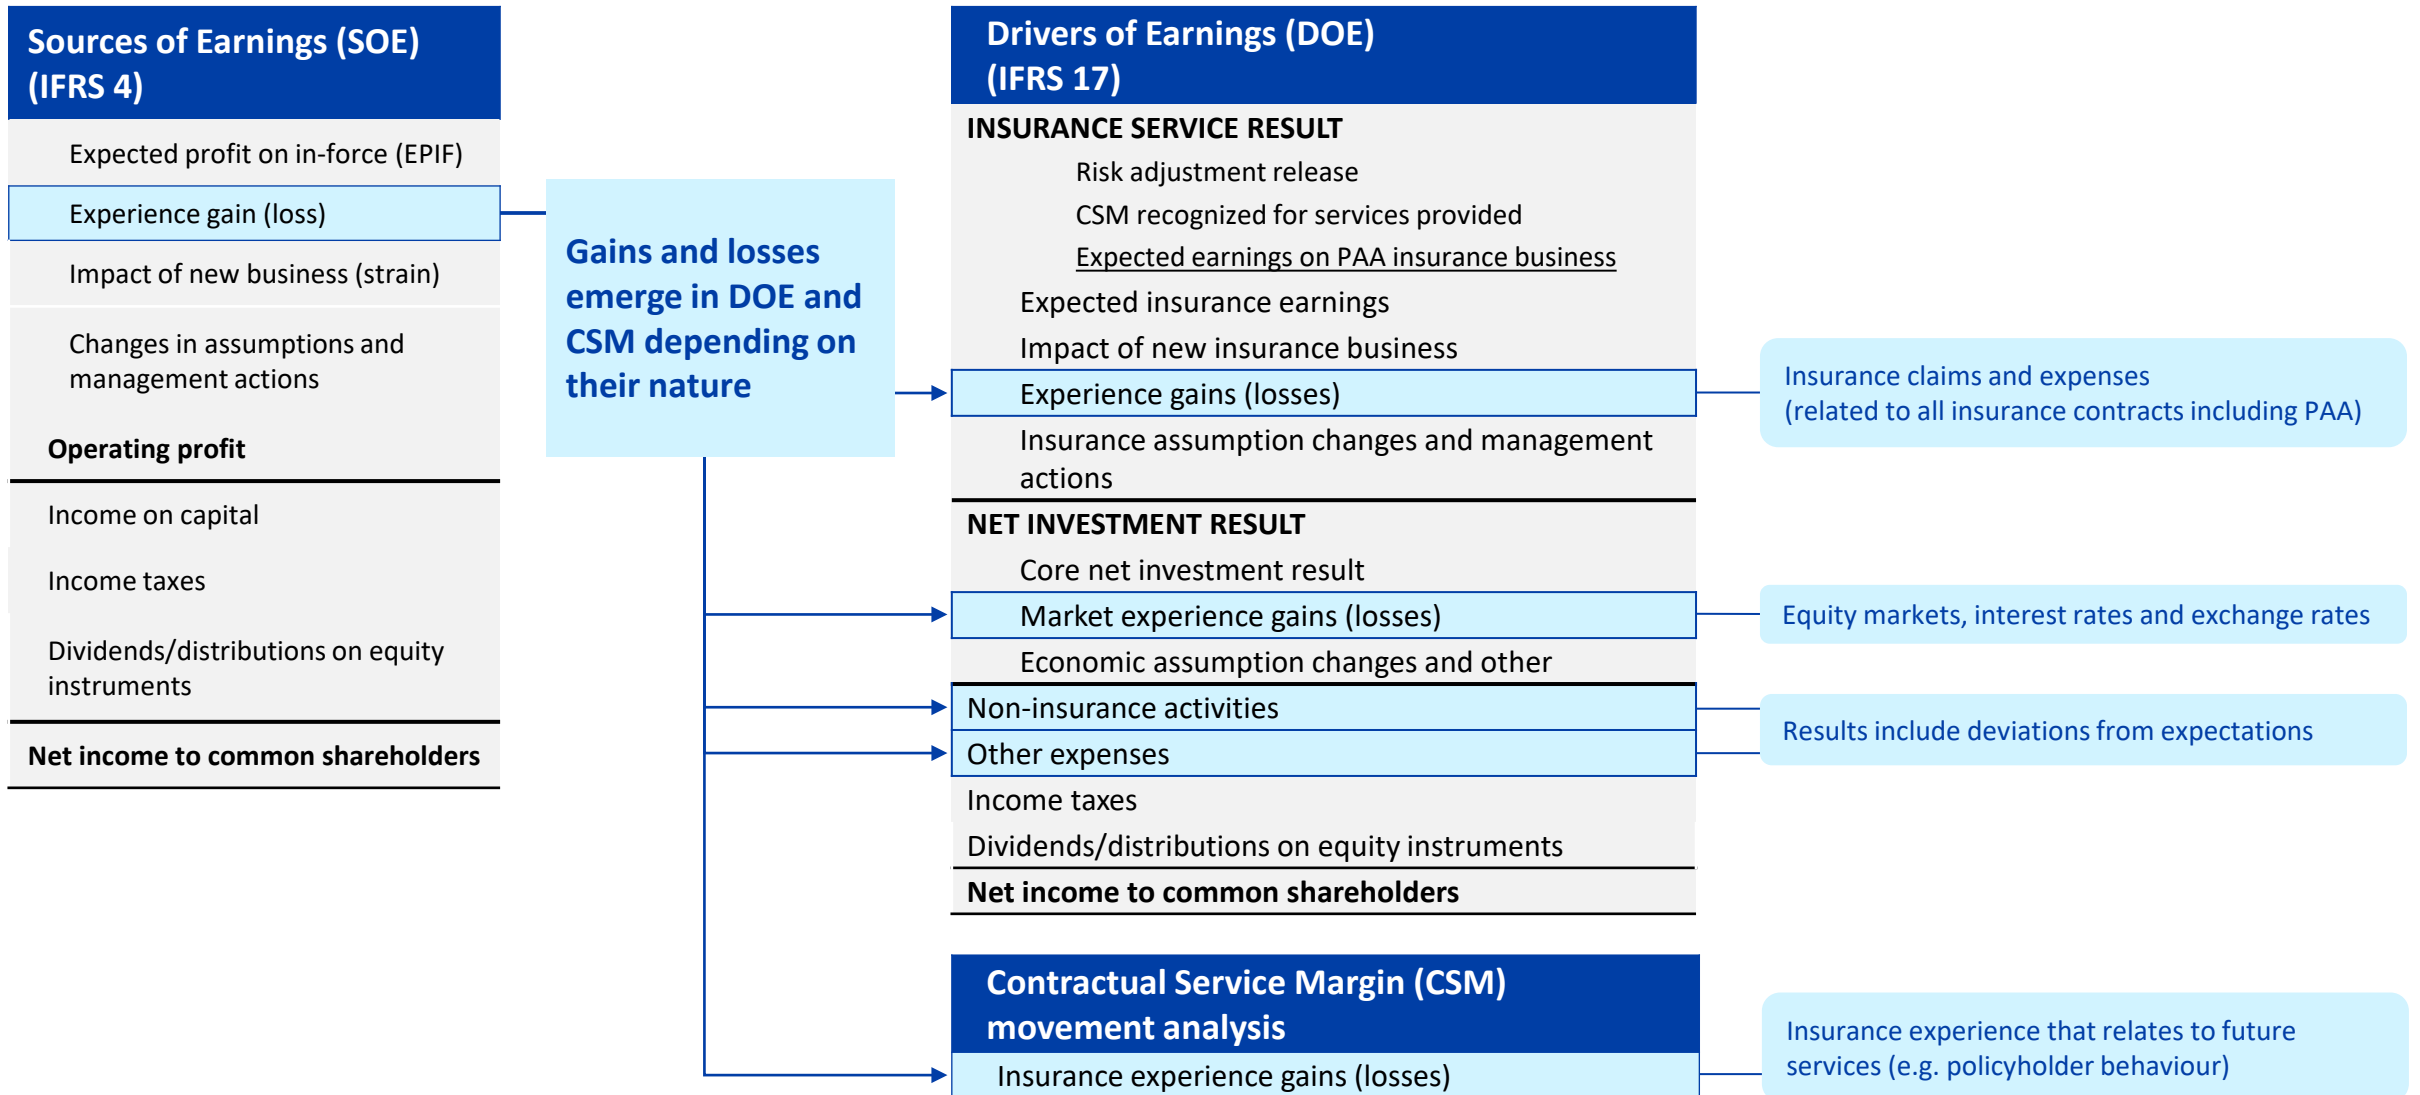 Sources of Earnings (SOE)
(IFRS 4)
Expected profit on in-force (EPIF)
Experience gain (loss)
Impact of new business (strain)
Changes in assumptions and
management actions
Operating profit
Income on capital
Income taxes
Dividends/distributions on equity
instruments
Net income to common shareholders
Gains and losses
emerge in DOE and
CSM depending on
their nature
Drivers of Earnings (DOE)
(IFRS 17)
INSURANCE SERVICE RESULT
Risk adjustment release
CSM recognized for services provided
Expected earnings on PAA insurance business
Expected insurance earnings
Impact of new insurance business
Experience gains (losses)
Insurance assumption changes and management
actions
NET INVESTMENT RESULT
Core net investment result
Market experience gains (losses)
Economic assumption changes and other
Non-insurance activities
Other expenses
Income taxes
Dividends/distributions on equity instruments
Net income to common shareholders
Insurance claims and expenses
(related to all insurance contracts including PAA)
Equity markets, interest rates and exchange rates
Results include deviations from expectations
Contractual Service Margin (CSM)
movement analysis
Insurance experience gains (losses)
Insurance experience that relates to future
services (e.g. policyholder behaviour)